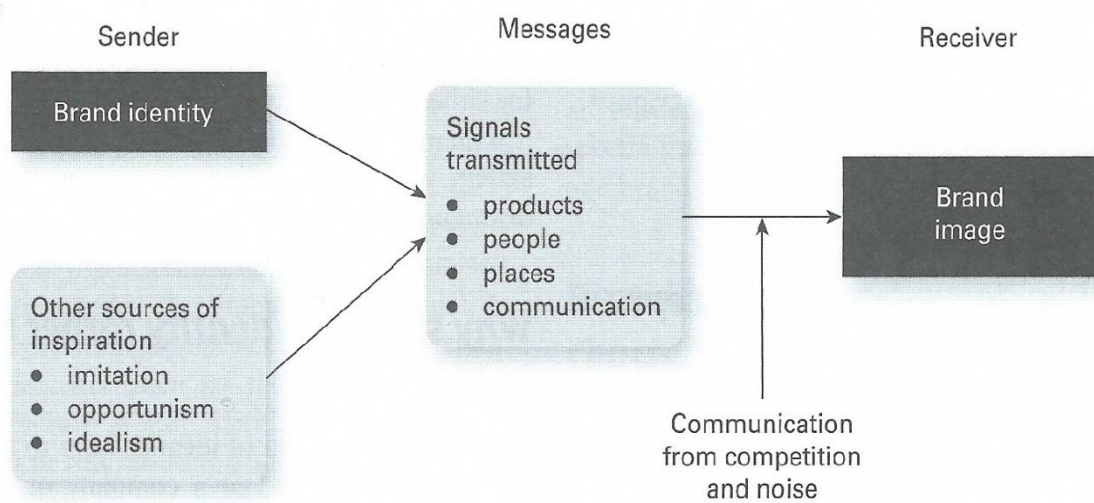 Sender
Messages
Receiver
Brand identity
Signals
transmitted
• products
• people
• places
• communication
Brand
image
Other sources of
inspiration
• imitation
• opportunism
• idealism
Communication
from competition
and noise